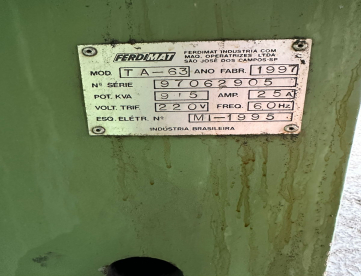 FERDIMAT FERDIMAT INDUSTRIA COM
MAQ. OPERATRIZES LTDA
SÃO JOSÉ DOS CAMPOS-SP
MOD. TA-63 ANO FABR. 1997
Nº SÉRIE 97062905
POT. KVA 9'5 AMP. 25A
VOLT. TRIF. 220V FREQ. 60Hz
ESQ. ELÉTR. Nº MI-1995
INDÚSTRIA BRASILEIRA